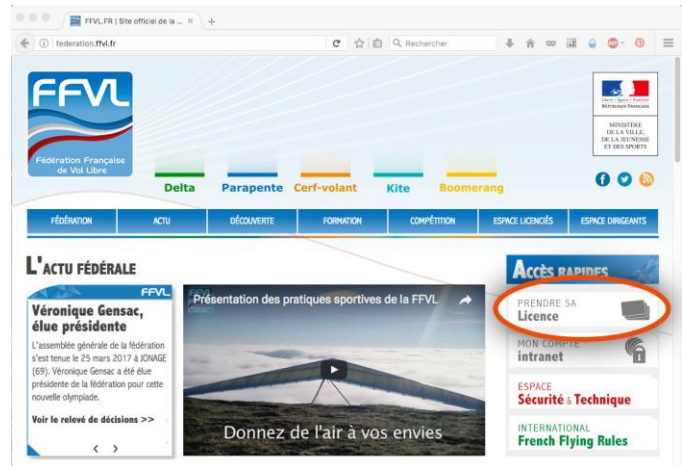 FFVL.FR | Site officiel de la ...
federation.ffvl.fr
Rechercher
FFVL
Fédération Française
de Vol Libre
Delta
Parapente
Cerf-volant
Kite
Boomerang
Liberté • Égalité • Fraternité
RÉPUBLIQUE FRANÇAISE
MINISTÈRE
DE LA VILLE,
DE LA JEUNESSE
ET DES SPORTS
FÉDÉRATION
ACTU
DÉCOUVERTE
FORMATION
COMPÉTITION
ESPACE LICENCIÉS
ESPACE DIRIGEANTS
L'ACTU FÉDÉRALE
FFVL
Véronique Gensac,
élue présidente
L'assemblée générale de la fédération
s'est tenue le 25 mars 2017 à JONAGE
(69). Véronique Gensac a été élue
présidente de la fédération pour cette
nouvelle olympiade.
Voir le relevé de décisions >>
Présentation des pratiques sportives de la FFVL
Donnez de l'air à vos envies
ACCÈS RAPIDES
PRENDRE SA
Licence
MON COMPTE
intranet
ESPACE
Sécurité & Technique
INTERNATIONAL
French Flying Rules